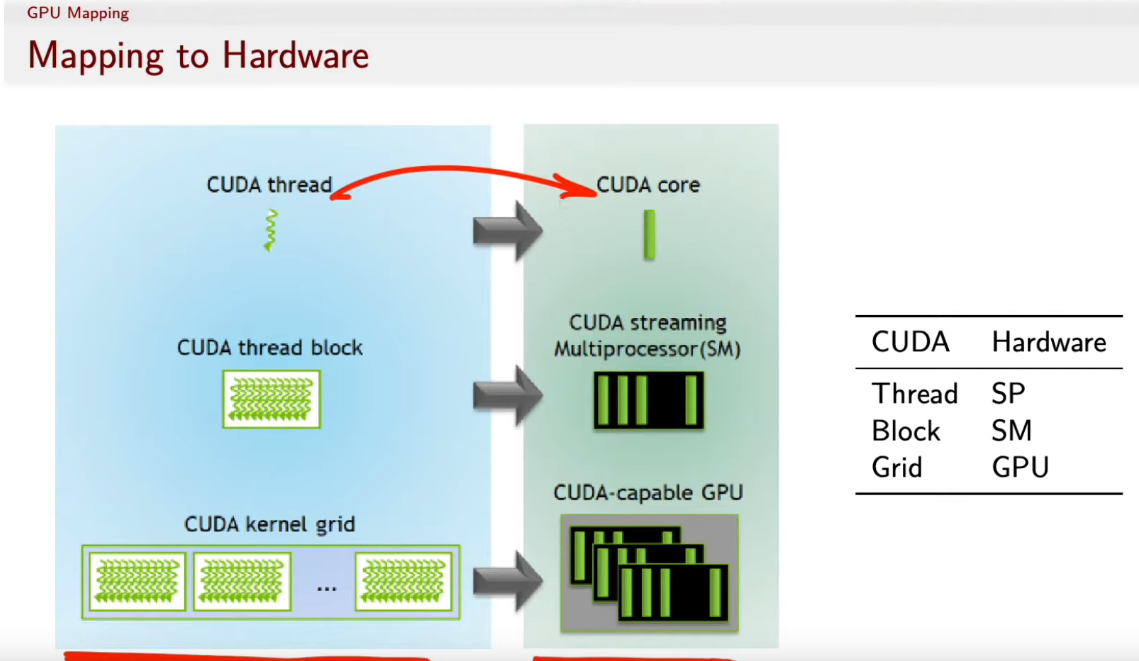 GPU Mapping
Mapping to Hardware
CUDA thread
CUDA core
CUDA thread block
CUDA streaming
Multiprocessor(SM)
CUDA kernel grid
...
CUDA-capable GPU
CUDA Hardware
Thread SP
Block SM
Grid GPU